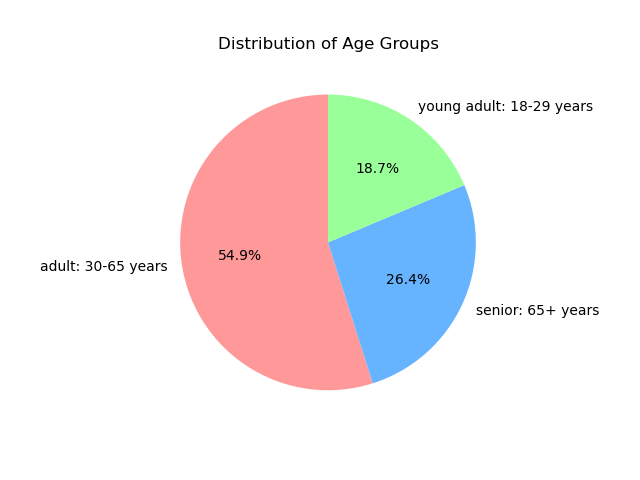 Distribution of Age Groups
young adult: 18-29 years
18.7%
adult: 30-65 years
54.9%
26.4%
senior: 65+ years